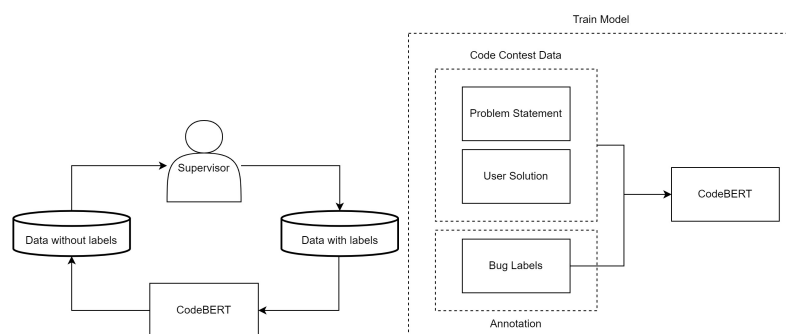 Train Model
Code Contest Data
Problem Statement
Supervisor
User Solution
CodeBERT
Data without labels
Data with labels
Bug Labels
CodeBERT
Annotation